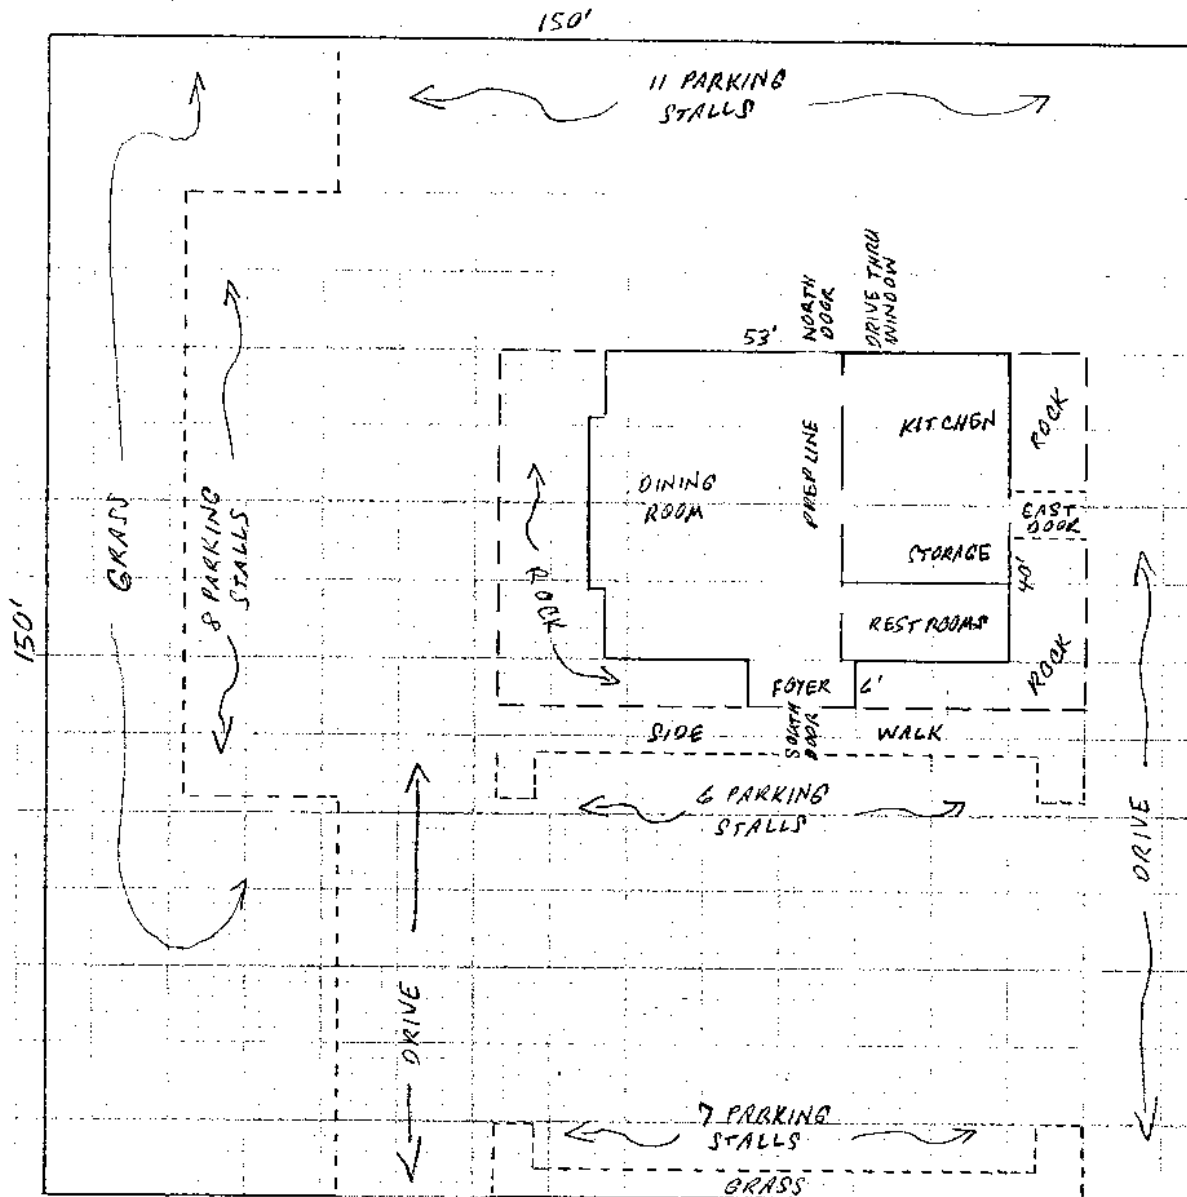 150'
11 PARKING
STALLS
NORTH
DOOR
DRIVE THRU
WINDOW
53'
KITCHEN
ROCK
DINING
ROOM
PREP LINE
EAST
DOOR
GRASS
8 PARKING
STALLS
ROCK
STORAGE
40'
150'
REST ROOMS
ROCK
FOYER
6'
SIDE
SOUTH
DOOR
WALK
6 PARKING
STALLS
DRIVE
DRIVE
7 PARKING
STALLS
GRASS